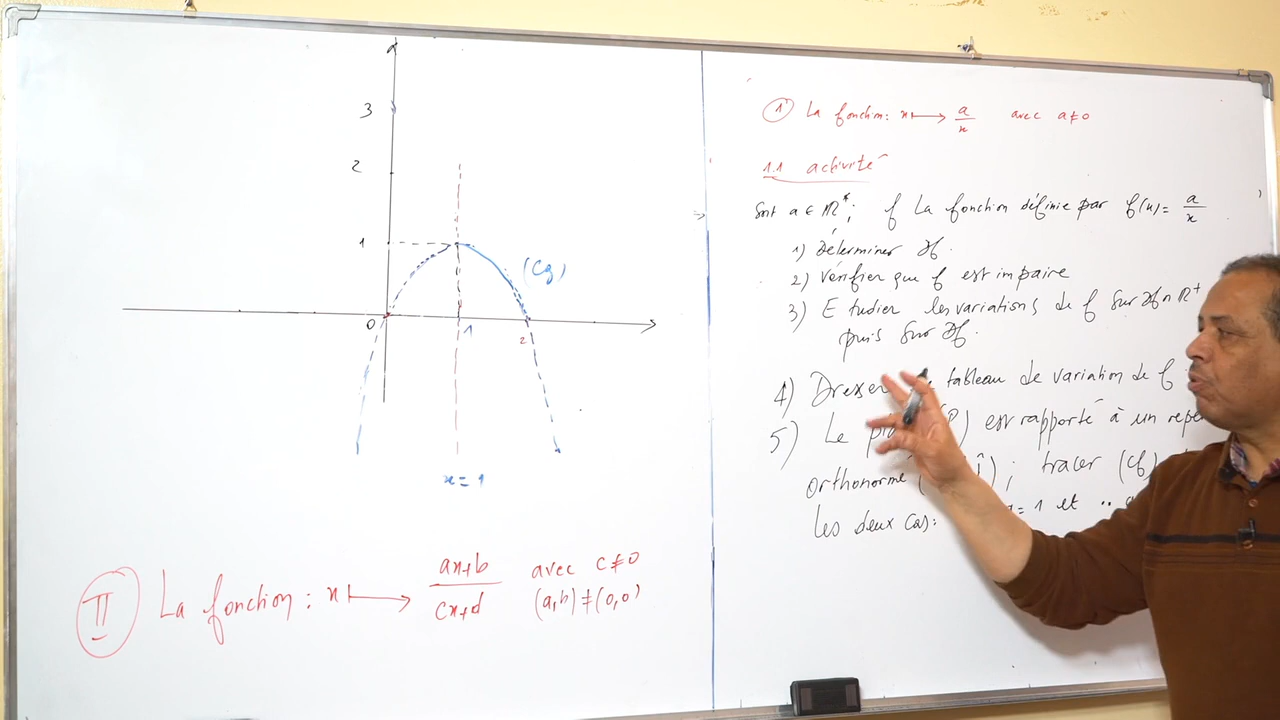 3
2
1
(Cg)
0
1
2
x = 1
II La fonction : x ⟼ ax+b / cx+d avec c ≠ 0
(a,b) ≠ (0,0)
1 La fonction : x ⟼ a/x avec a ≠ 0
1.1 activité
Soit a ∈ ℝ*; f La fonction définie par f(x) = a/x
1) Déterminer Df.
2) Vérifier que f est impaire
3) Etudier les variations de f sur Df ∩ ℝ+
puis sur Df.
4) Dresser tableau de variation de f
5) Le est rapporté à un
orthonormé ; tracer (Cf)
les deux cas: = 1 et